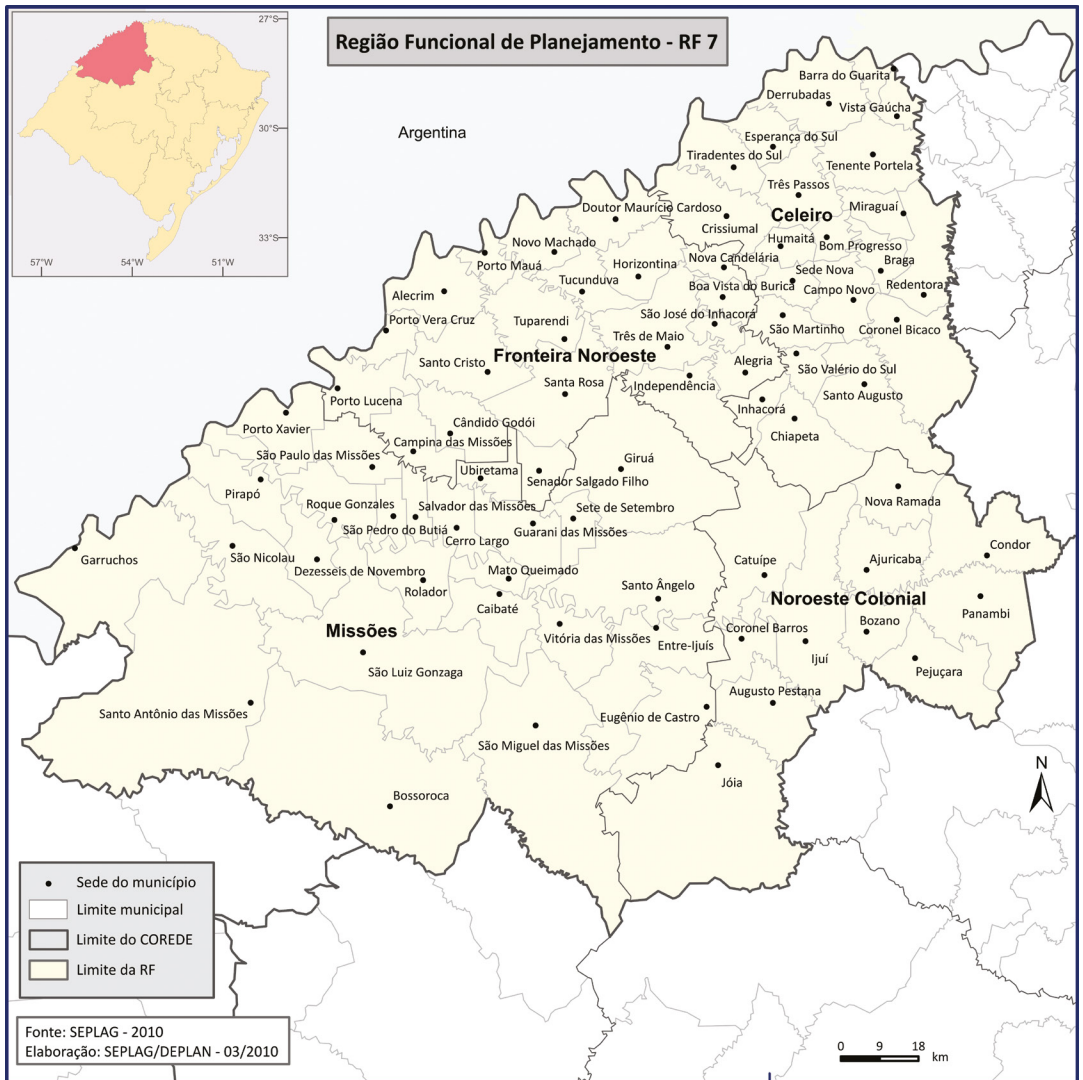 Região Funcional de Planejamento - RF 7
27°S
30°S
33°S
57°W
54°W
51°W
Argentina
Barra do Guarita
Derrubadas
Vista Gaúcha
Esperança do Sul
Tiradentes do Sul
Tenente Portela
Três Passos
Doutor Maurício Cardoso
Celeiro
Miraguaí
Crissiumal
Humaitá
Bom Progresso
Novo Machado
Porto Mauá
Horizontina
Nova Candelária
Braga
Sede Nova
Tucunduva
Boa Vista do Buricá
Campo Novo
Redentora
Alecrim
São José do Inhacorá
Porto Vera Cruz
Tuparendi
São Martinho
Coronel Bicaco
Três de Maio
Fronteira Noroeste
Santo Cristo
Alegria
São Valério do Sul
Santa Rosa
Independência
Santo Augusto
Porto Lucena
Inhacorá
Porto Xavier
Cândido Godói
Chiapeta
Campina das Missões
São Paulo das Missões
Giruá
Ubiretama
Senador Salgado Filho
Pirapó
Nova Ramada
Roque Gonzales
Salvador das Missões
Sete de Setembro
São Pedro do Butiá
Guarani das Missões
Cerro Largo
Condor
Garruchos
São Nicolau
Catuípe
Ajuricaba
Dezesseis de Novembro
Mato Queimado
Santo Ângelo
Rolador
Noroeste Colonial
Caibaté
Panambi
Missões
Bozano
Coronel Barros
Vitória das Missões
Entre-Ijuís
Ijuí
São Luiz Gonzaga
Pejuçara
Augusto Pestana
Santo Antônio das Missões
Eugênio de Castro
São Miguel das Missões
Jóia
Bossoroca
N
Sede do município
Limite municipal
Limite do COREDE
Limite da RF
Fonte: SEPLAG - 2010
Elaboração: SEPLAG/DEPLAN - 03/2010
0 9 18
km